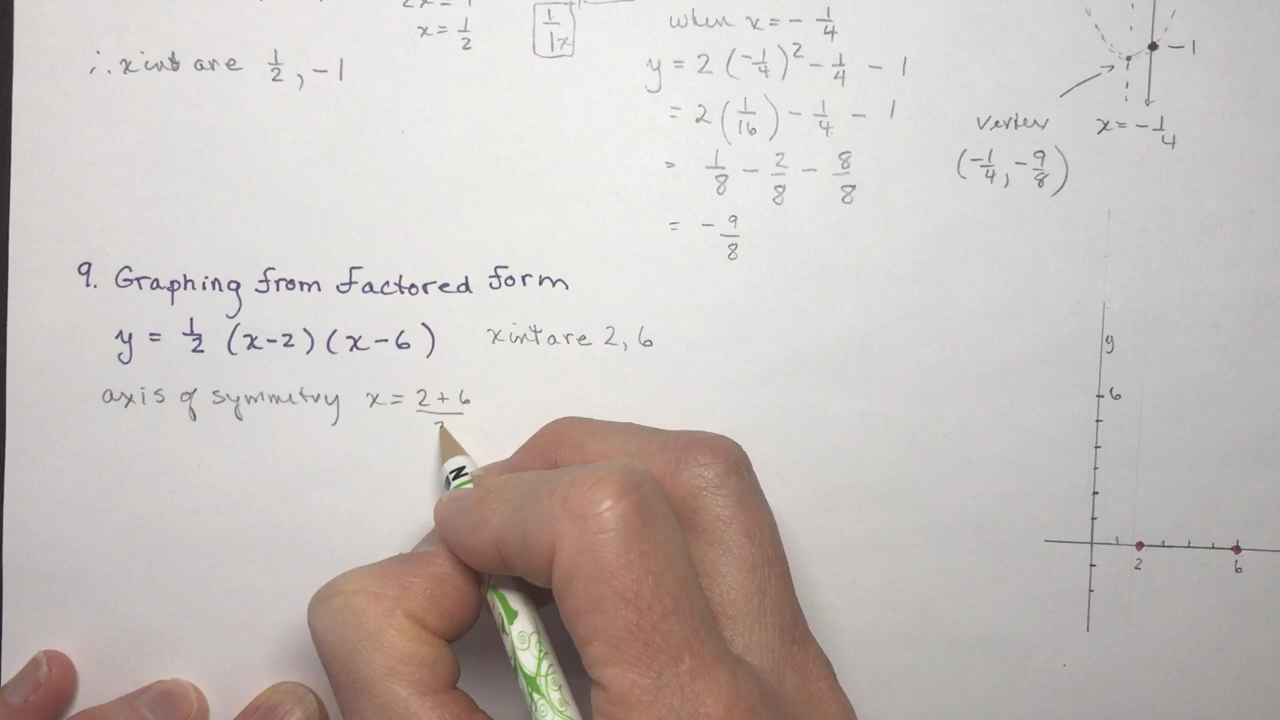 x = 1/2
1/1x
∴ x int are 1/2, -1
when x = - 1/4
y = 2 (-1/4)² - 1/4 - 1
= 2 (1/16) - 1/4 - 1
= 1/8 - 2/8 - 8/8
= - 9/8
-1
vertex
x = -1/4
(-1/4, -9/8)
9. Graphing from factored form
y = 1/2 (x-2)(x-6) x int are 2, 6
axis of symmetry x = 2+6
y
6
2
6
N